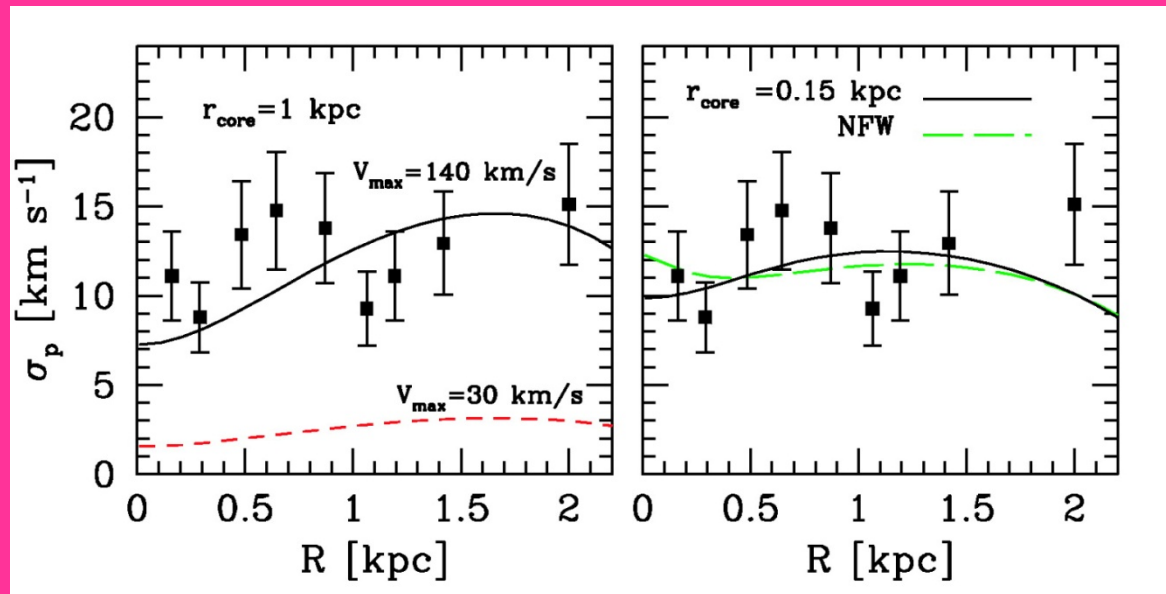 r_core=1 kpc
V_max=140 km/s
V_max=30 km/s
σ_p [km s⁻¹]
20
15
10
5
0
0 0.5 1 1.5 2
R [kpc]
r_core =0.15 kpc
NFW
0 0.5 1 1.5 2
R [kpc]